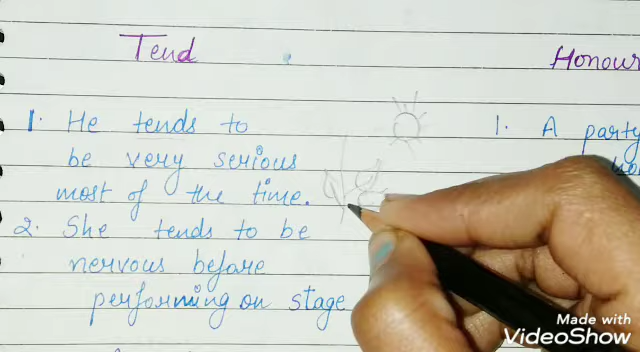 Tend
1. He tends to
be very serious
most of the time.
2. She tends to be
nervous before
performing on stage
Honour
1. A party
Made with
VideoShow